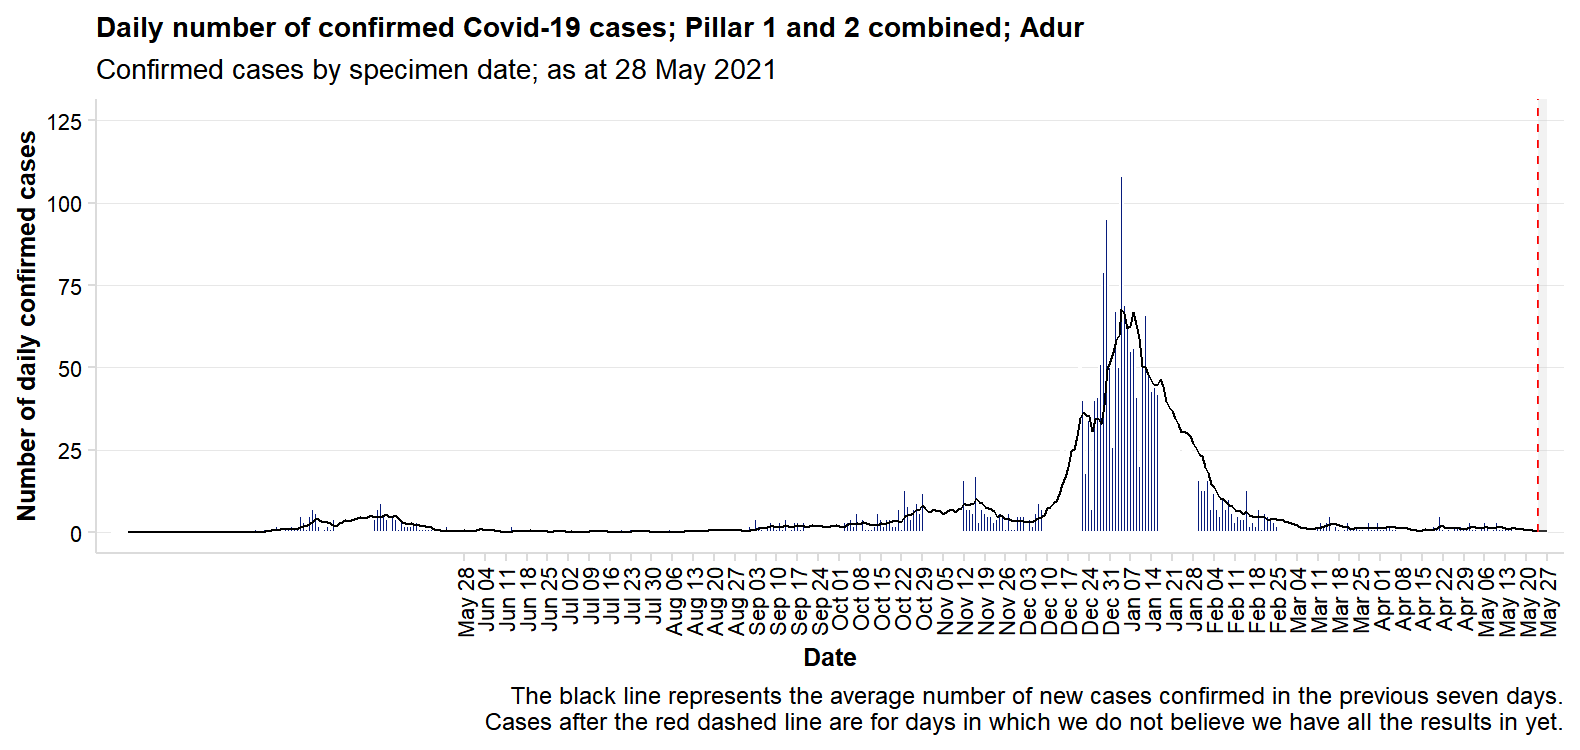 Daily number of confirmed Covid-19 cases; Pillar 1 and 2 combined; Adur
Confirmed cases by specimen date; as at 28 May 2021
Number of daily confirmed cases
125
100
75
50
25
0
May 28
Jun 04
Jun 11
Jun 18
Jun 25
Jul 02
Jul 09
Jul 16
Jul 23
Jul 30
Aug 06
Aug 13
Aug 20
Aug 27
Sep 03
Sep 10
Sep 17
Sep 24
Oct 01
Oct 08
Oct 15
Oct 22
Oct 29
Nov 05
Nov 12
Nov 19
Nov 26
Dec 03
Dec 10
Dec 17
Dec 24
Dec 31
Jan 07
Jan 14
Jan 21
Jan 28
Feb 04
Feb 11
Feb 18
Feb 25
Mar 04
Mar 11
Mar 18
Mar 25
Apr 01
Apr 08
Apr 15
Apr 22
Apr 29
May 06
May 13
May 20
May 27
Date
The black line represents the average number of new cases confirmed in the previous seven days.
Cases after the red dashed line are for days in which we do not believe we have all the results in yet.